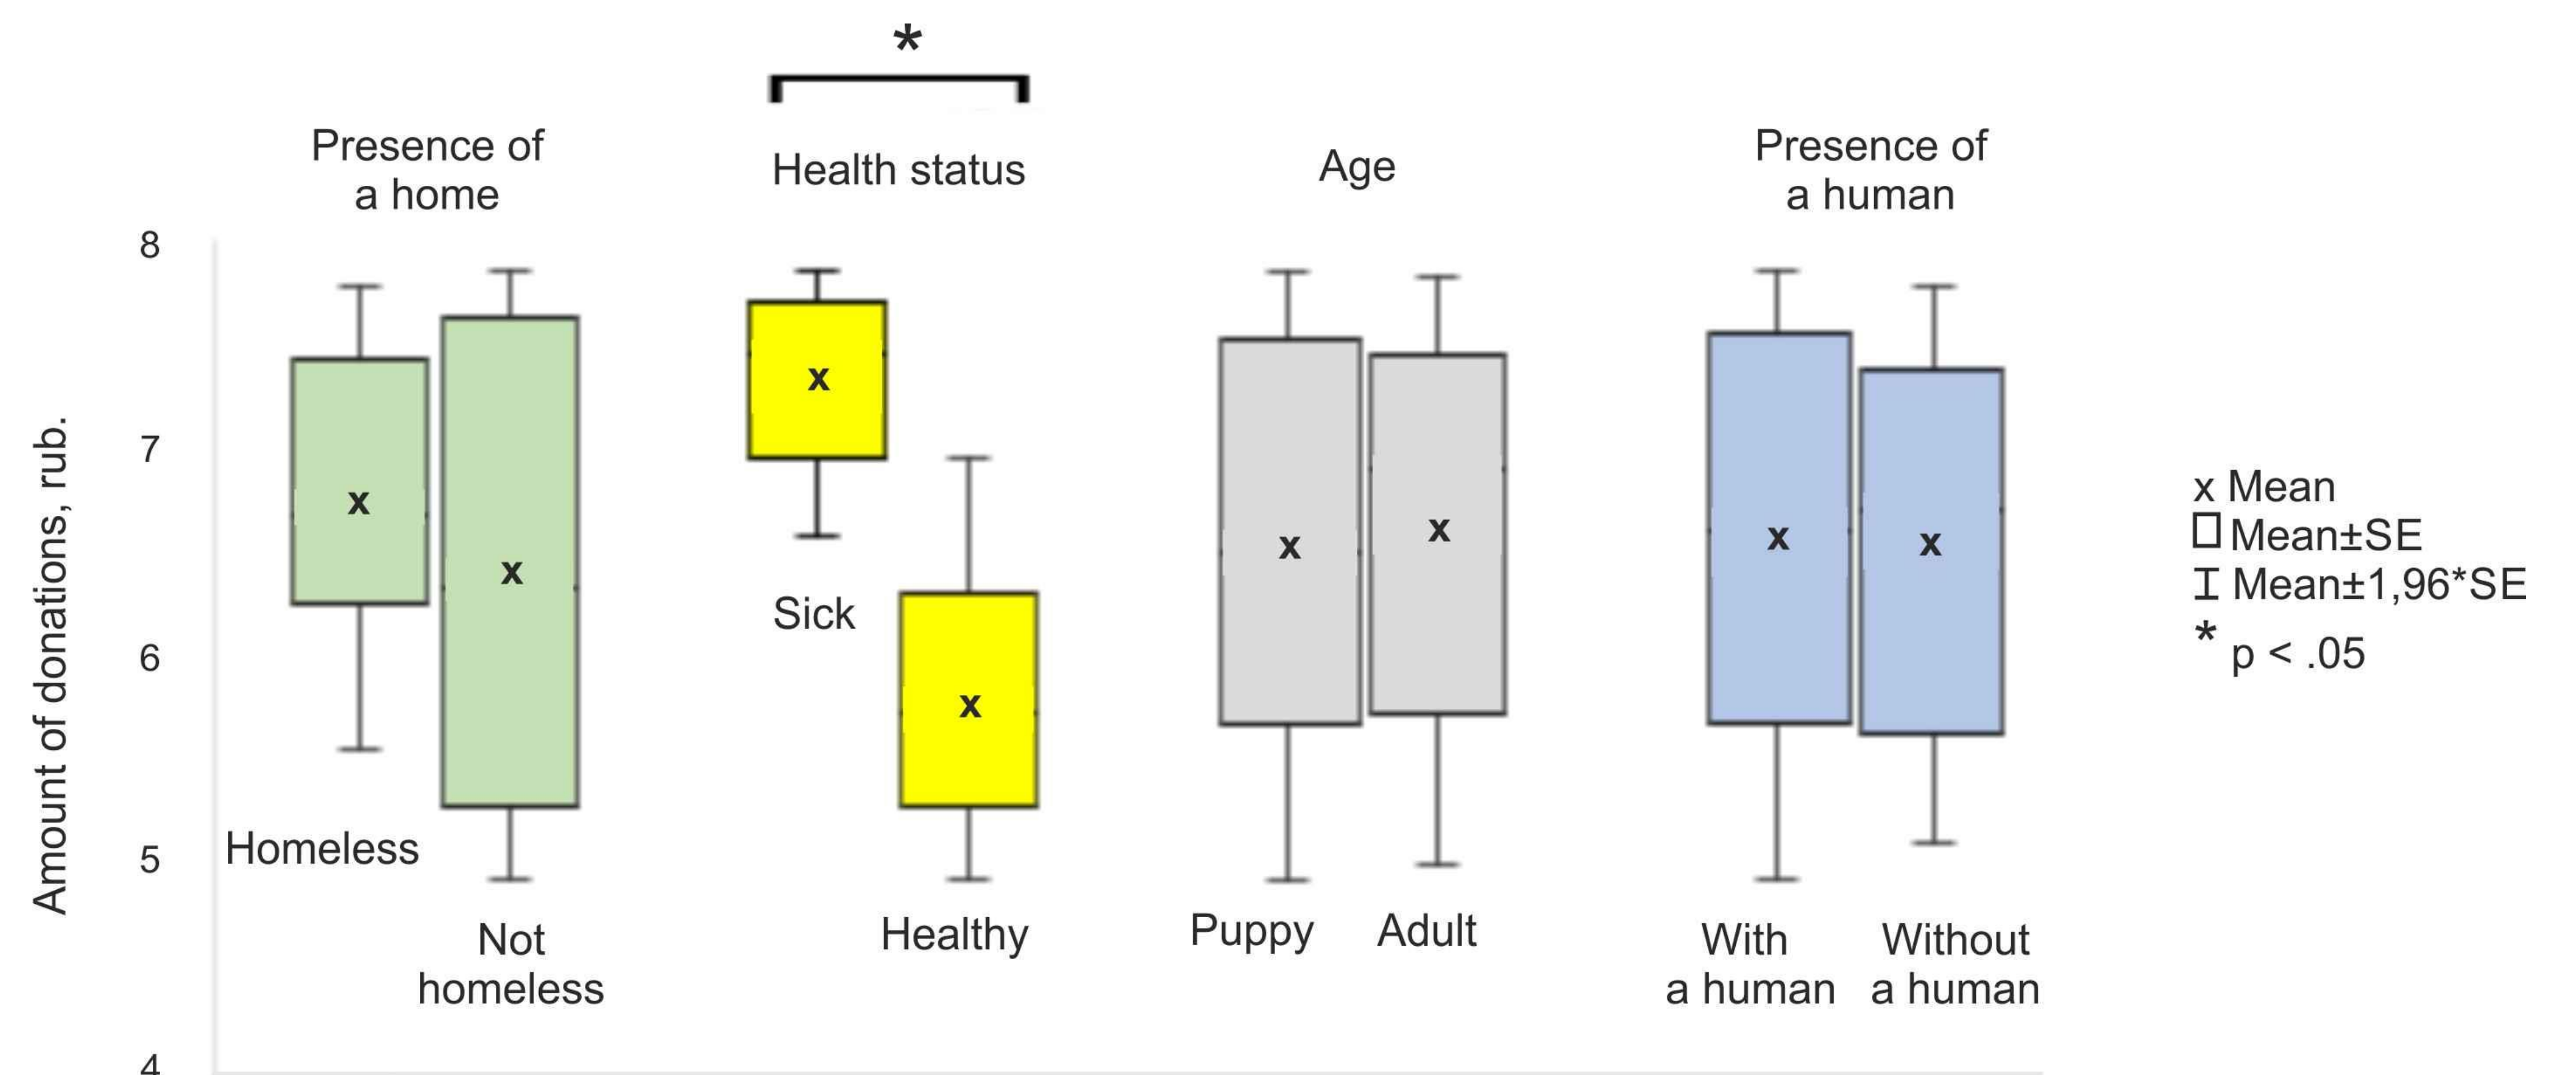 *
Presence of
a home
Health status
Age
Presence of
a human
8
7
6
5
4
Amount of donations, rub.
x
x
x
x
x
x
x
x
Homeless
Not
homeless
Sick
Healthy
Puppy
Adult
With
a human
Without
a human
x Mean
Mean±SE
Mean±1,96*SE
* p < .05